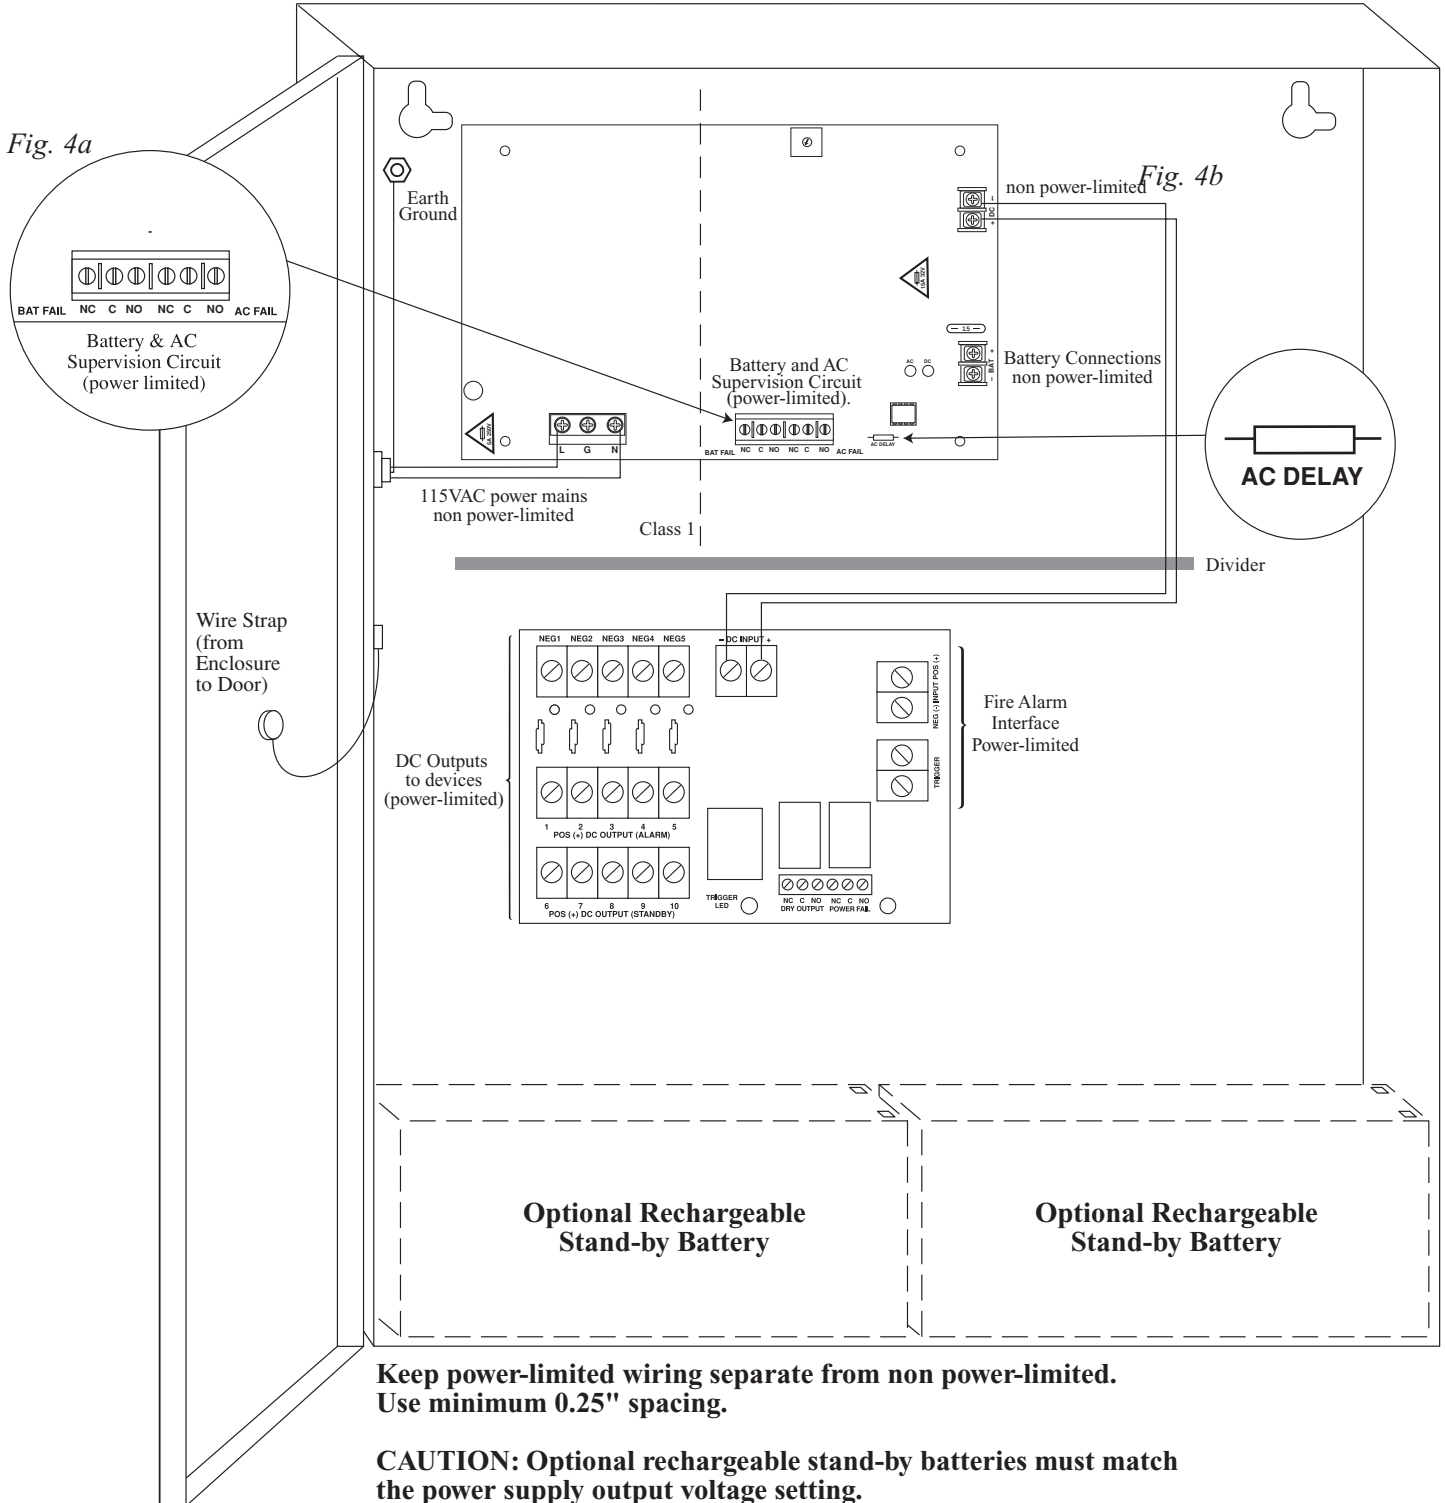 Fig. 4a
-
BAT FAIL NC C NO NC C NO AC FAIL
Battery & AC
Supervision Circuit
(power limited)
Earth
Ground
non power-limited
Fig. 4b
– DC +
15A 32V
15
+ BAT –
AC DC
Battery Connections
non power-limited
Battery and AC
Supervision Circuit
(power-limited).
BAT FAIL NC C NO NC C NO AC FAIL
AC DELAY
5A 250V
L G N
AC DELAY
115VAC power mains
non power-limited
Class 1
Divider
Wire Strap
(from
Enclosure
to Door)
NEG1 NEG2 NEG3 NEG4 NEG5
– DC INPUT +
NEG (-) INPUT POS (+)
TRIGGER
Fire Alarm
Interface
Power-limited
DC Outputs
to devices
(power-limited)
1 2 3 4 5
POS (+) DC OUTPUT (ALARM)
6 7 8 9 10
POS (+) DC OUTPUT (STANDBY)
TRIGGER
LED
NC C NO NC C NO
DRY OUTPUT POWER FAIL
Optional Rechargeable
Stand-by Battery
Optional Rechargeable
Stand-by Battery
Keep power-limited wiring separate from non power-limited.
Use minimum 0.25" spacing.
CAUTION: Optional rechargeable stand-by batteries must match
the power supply output voltage setting.